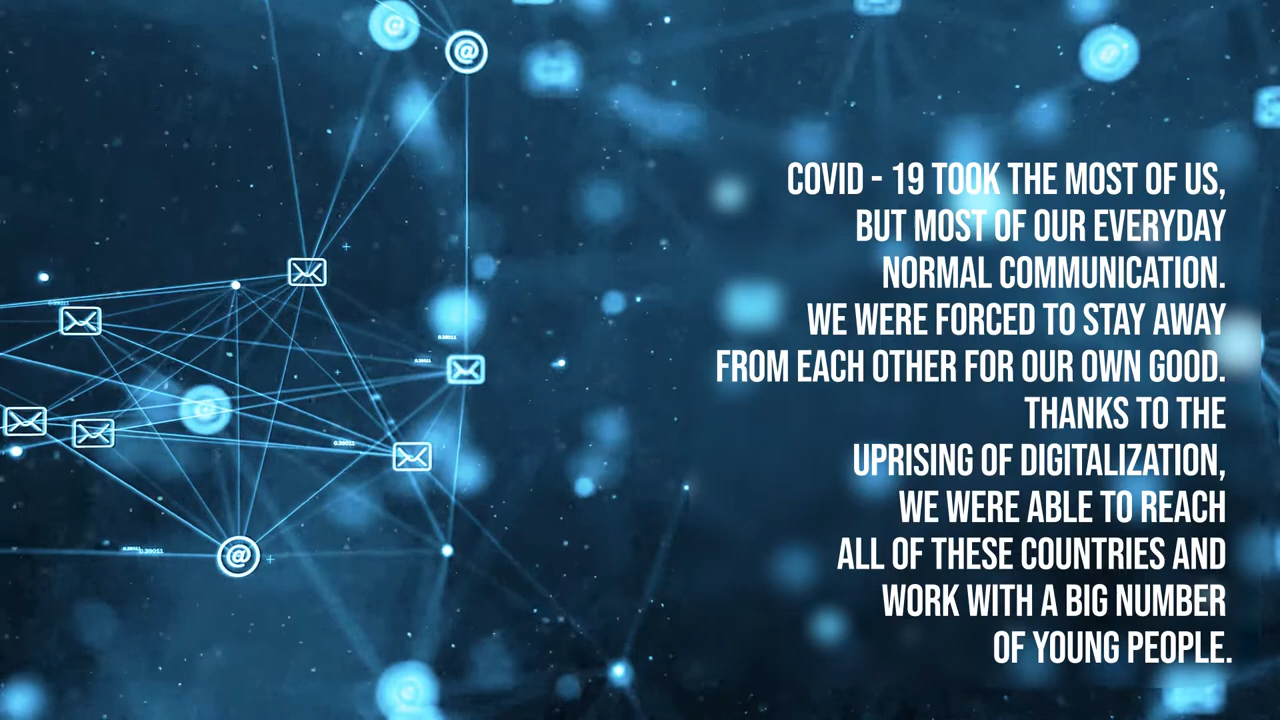 COVID - 19 TOOK THE MOST OF US,
BUT MOST OF OUR EVERYDAY
NORMAL COMMUNICATION.
WE WERE FORCED TO STAY AWAY
FROM EACH OTHER FOR OUR OWN GOOD.
THANKS TO THE
UPRISING OF DIGITALIZATION,
WE WERE ABLE TO REACH
ALL OF THESE COUNTRIES AND
WORK WITH A BIG NUMBER
OF YOUNG PEOPLE.